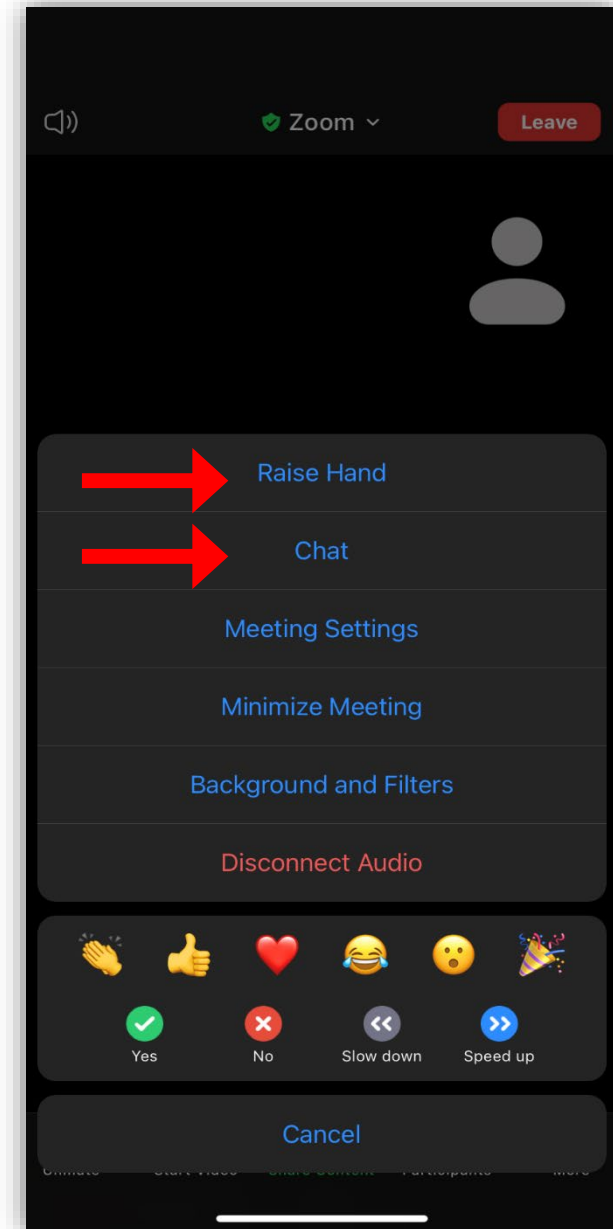 Zoom
Leave
Raise Hand
Chat
Meeting Settings
Minimize Meeting
Background and Filters
Disconnect Audio
Yes No Slow down Speed up
Cancel